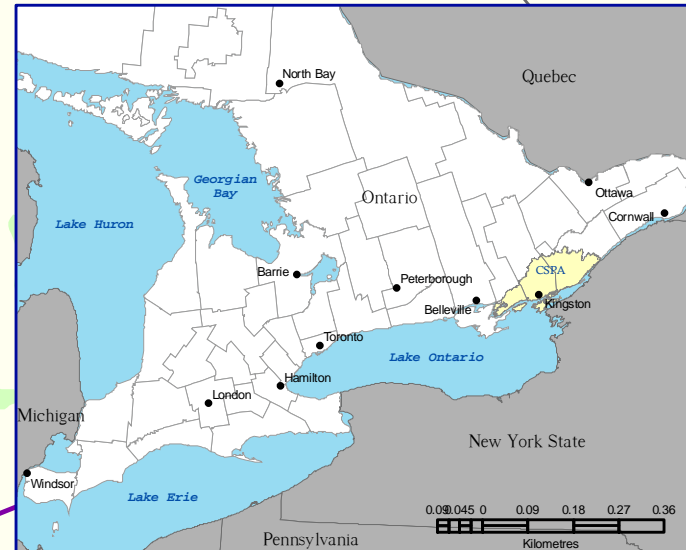 North Bay
Quebec
Georgian
Bay
Ontario
Ottawa
Lake Huron
Cornwall
CSPA
Barrie
Peterborough
Belleville
Kingston
Toronto
Lake Ontario
Hamilton
London
Michigan
New York State
Windsor
Lake Erie
0.09 0.045 0 0.09 0.18 0.27 0.36
Kilometres
Pennsylvania